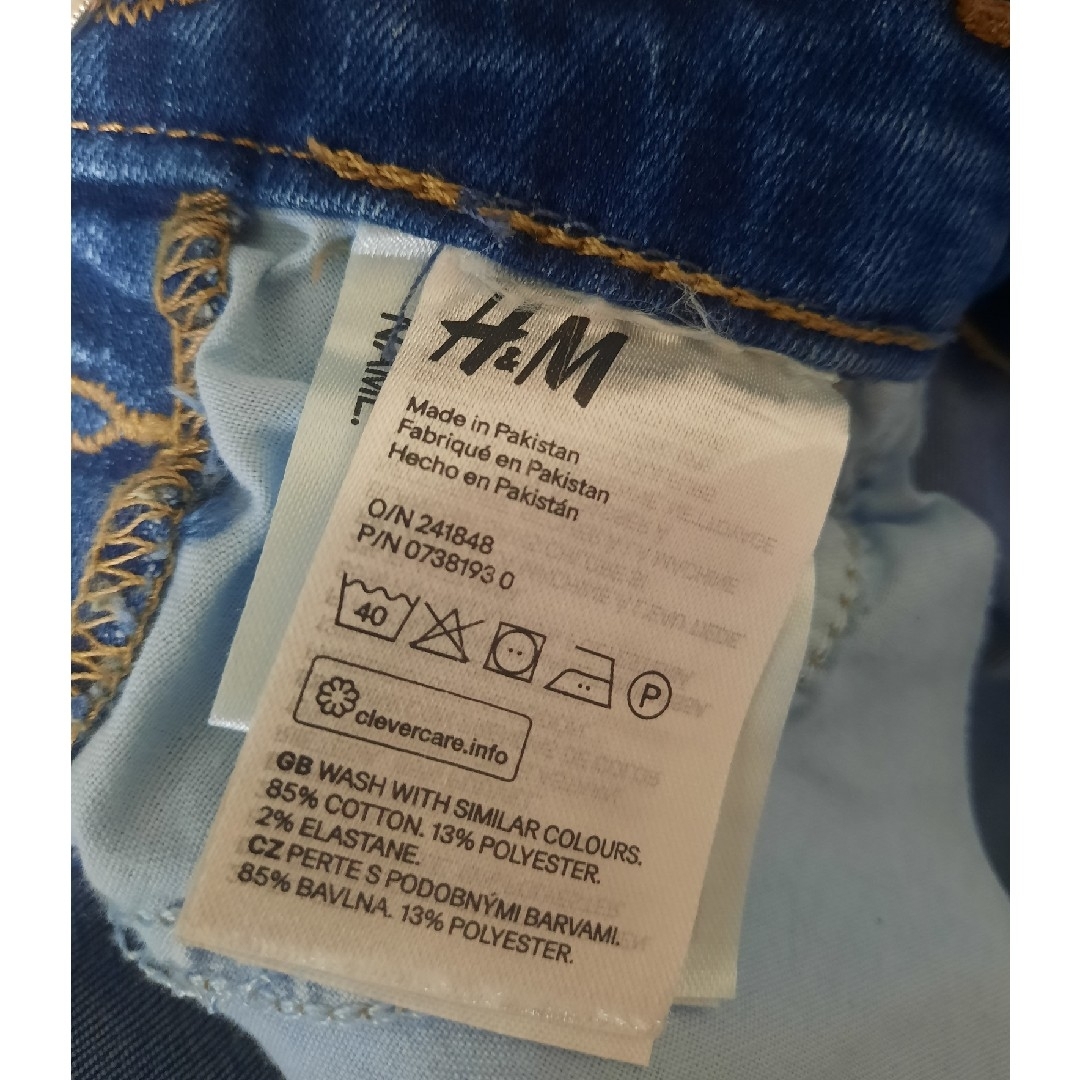 H&M
Made in Pakistan
Fabriqué en Pakistan
Hecho en Pakistán
O/N 241848
P/N 0738193 0
40
P
clevercare.info
GB WASH WITH SIMILAR COLOURS.
85% COTTON. 13% POLYESTER.
2% ELASTANE.
CZ PERTE S PODOBNÝMI BARVAMI.
85% BAVLNA. 13% POLYESTER.